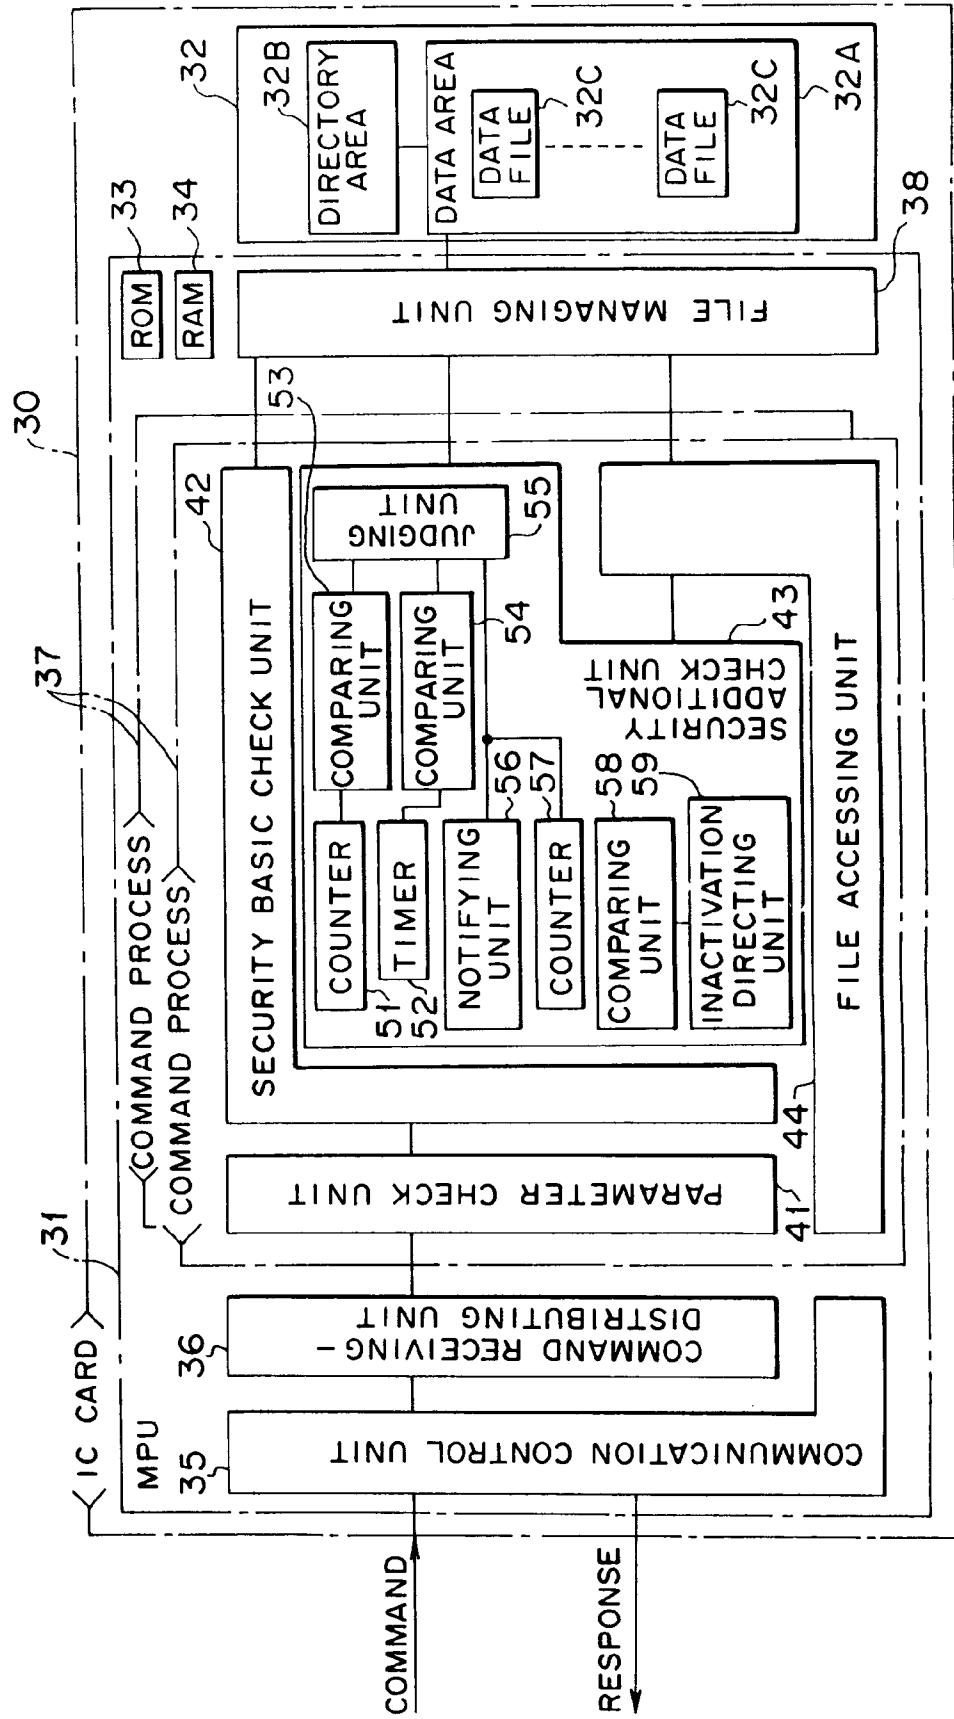 IC CARD
30
31
MPU
COMMAND PROCESS
COMMAND PROCESS
37
ROM
33
RAM
34
32
32B
DIRECTORY
AREA
DATA AREA
DATA
FILE
32C
DATA
FILE
32C
32A
FILE MANAGING UNIT
38
COMMAND
RESPONSE
35
COMMUNICATION CONTROL UNIT
36
COMMAND RECEIVING-
DISTRIBUTING UNIT
PARAMETER CHECK UNIT
41
42
SECURITY BASIC CHECK UNIT
COUNTER
51
TIMER
52
COMPARING
UNIT
53
COMPARING
UNIT
54
JUDGING
UNIT
55
NOTIFYING
UNIT
56
COUNTER
57
COMPARING
UNIT
58
INACTIVATION
DIRECTING
UNIT
59
SECURITY
ADDITIONAL
CHECK UNIT
43
44
FILE ACCESSING UNIT